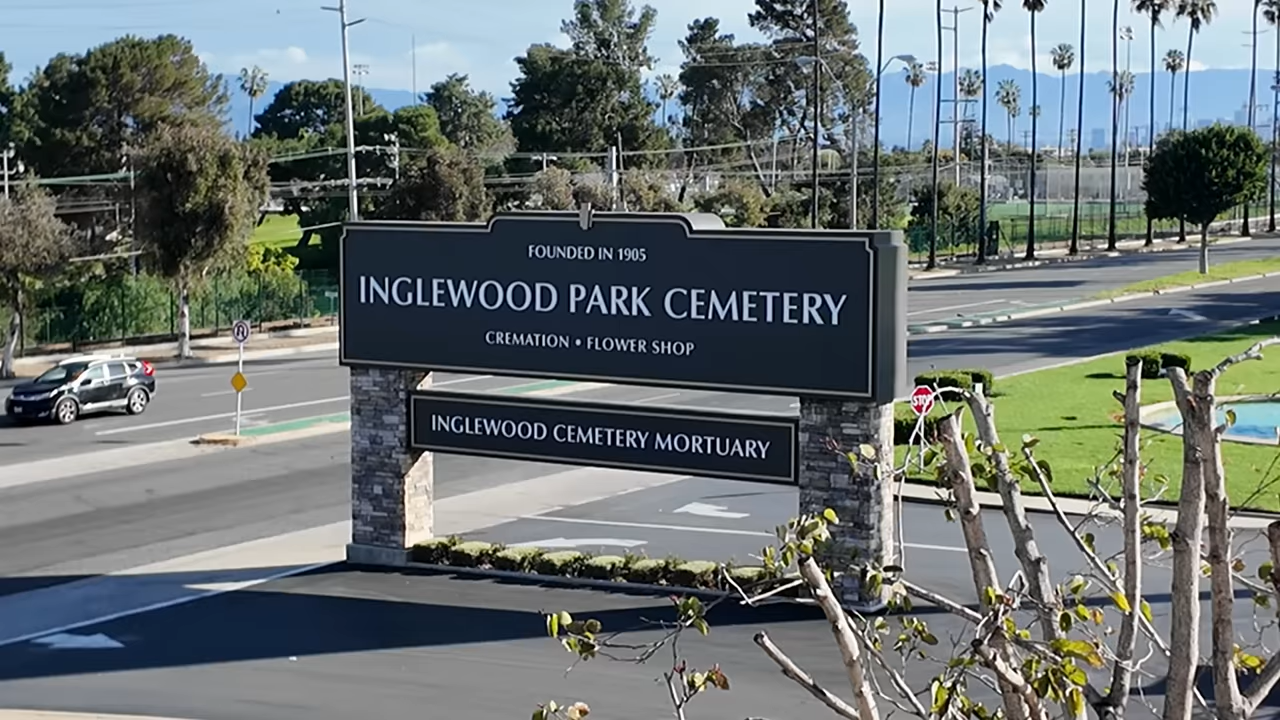 FOUNDED IN 1905
INGLEWOOD PARK CEMETERY
CREMATION • FLOWER SHOP
INGLEWOOD CEMETERY MORTUARY
STOP